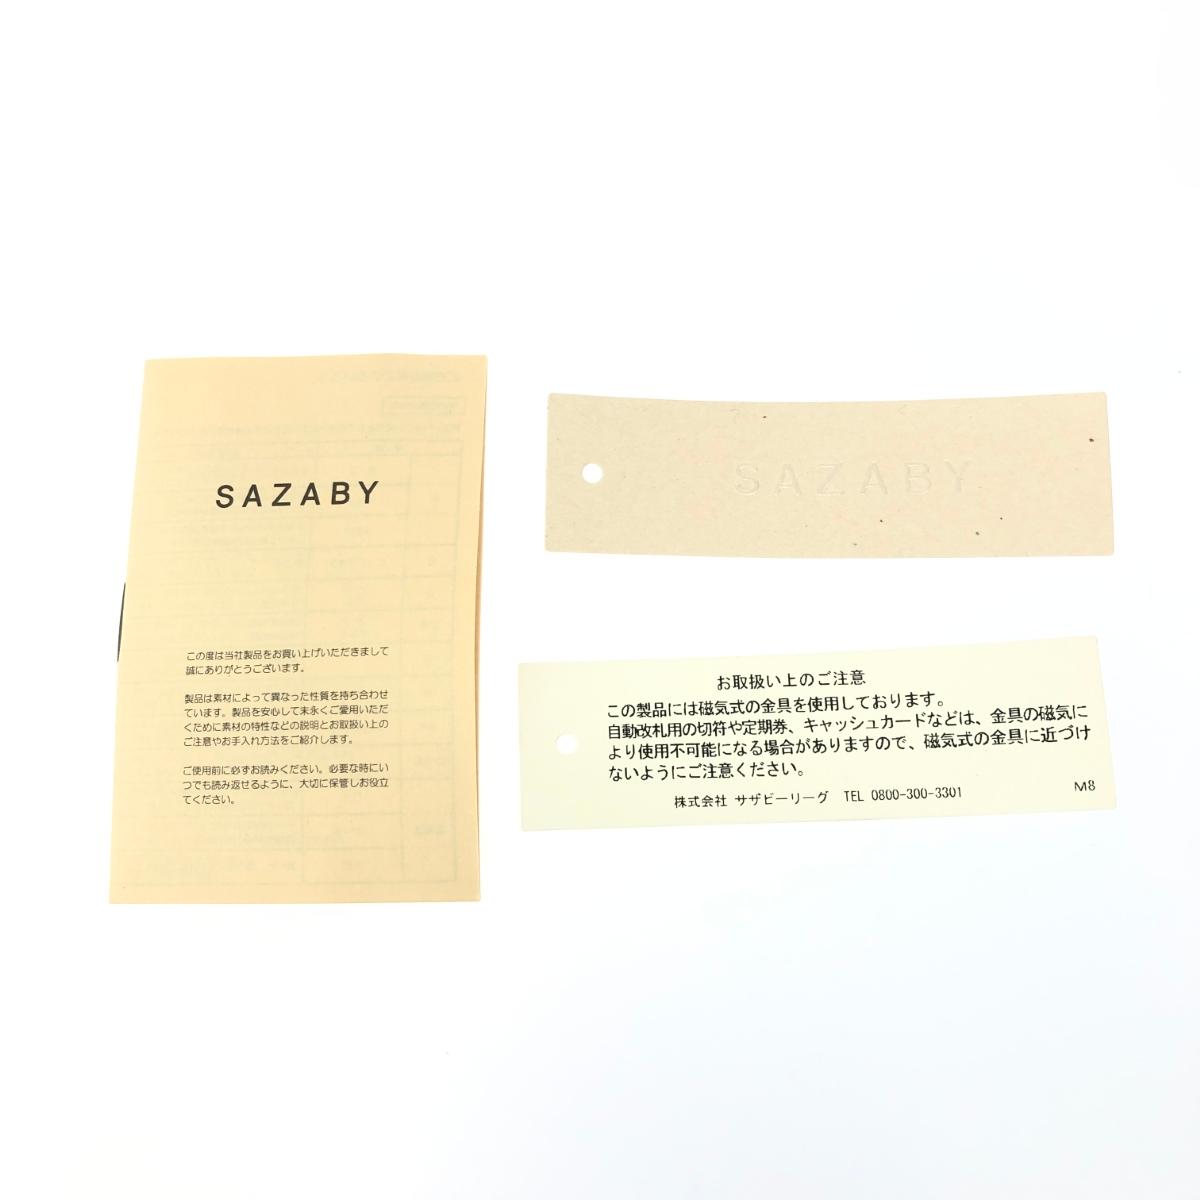 SAZABY
この度は当社製品をお買い上げいただきまして
誠にありがとうございます。
製品は素材によって異なった性質を持ち合わせ
ています。製品を安心して末永くご愛用いただ
くために素材の特性などの説明とお取扱い上の
ご注意やお手入れ方法をご紹介します。
ご使用前に必ずお読みください。必要な時にい
つでも読み返せるように、大切に保管しお役立
てください。
SAZABY
お取扱い上のご注意
この製品には磁気式の金具を使用しております。
自動改札用の切符や定期券、キャッシュカードなどは、金具の磁気に
より使用不可能になる場合がありますので、磁気式の金具に近づけ
ないようにご注意ください。
株式会社 サザビーリーグ TEL 0800-300-3301
M8